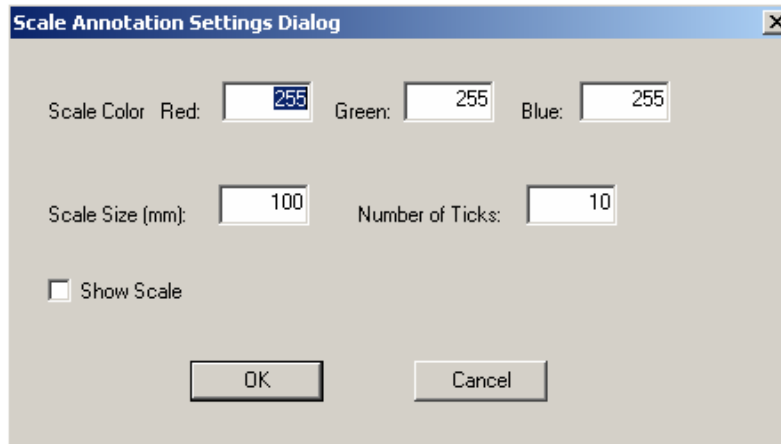 Scale Annotation Settings Dialog
Scale Color Red: 255 Green: 255 Blue: 255
Scale Size (mm): 100 Number of Ticks: 10
Show Scale
OK Cancel